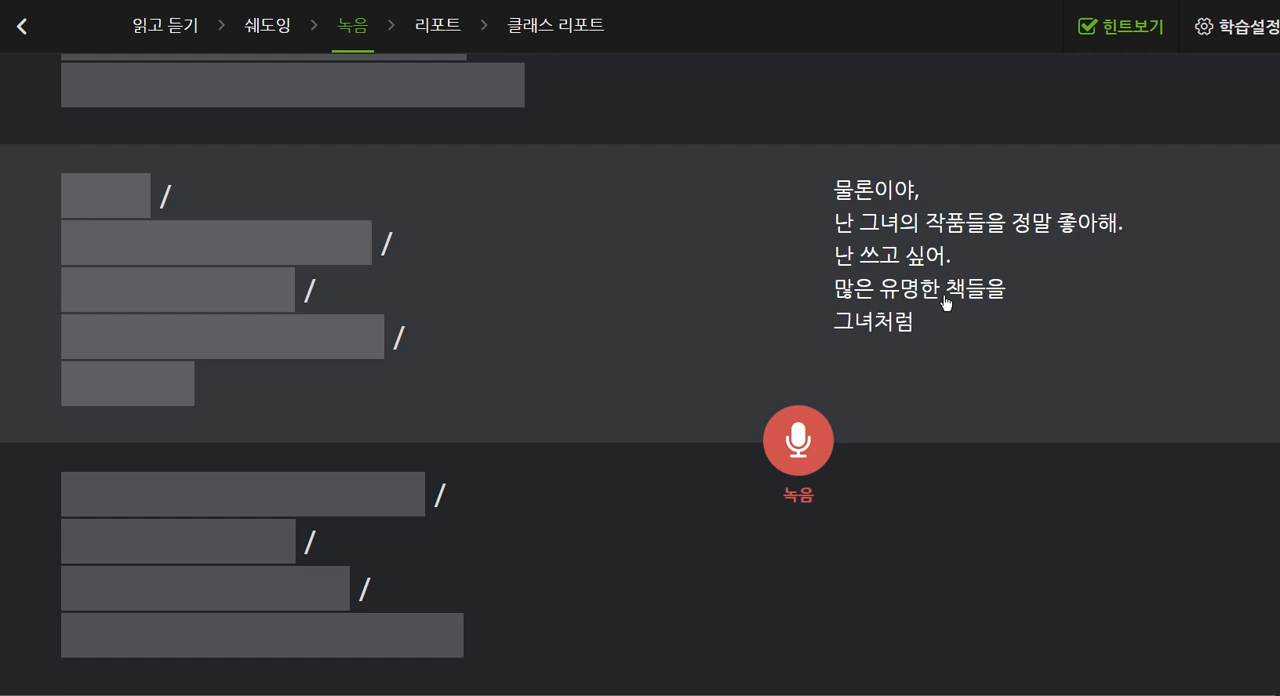 읽고 듣기 > 쉐도잉 > 녹음 > 리포트 > 클래스 리포트
힌트보기
학습설정
/
물론이야,
/
난 그녀의 작품들을 정말 좋아해.
/
난 쓰고 싶어.
/
많은 유명한 책들을
그녀처럼
녹음
/
/
/